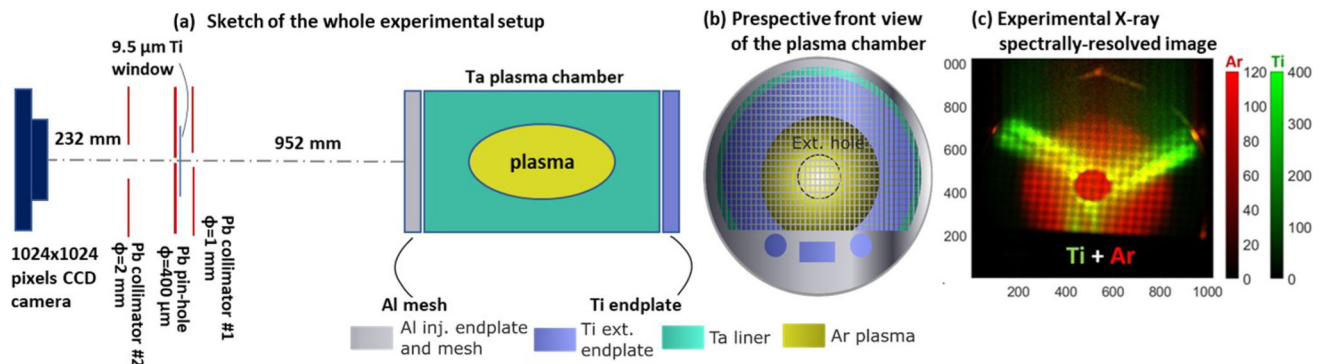 (a) Sketch of the whole experimental setup
9.5 µm Ti
window
Ta plasma chamber
232 mm
952 mm
plasma
1024x1024
pixels CCD
camera
Pb collimator #2
ϕ=2 mm
Pb pin-hole
ϕ=400 µm
Pb collimator #1
ϕ=1 mm
Al mesh
Ti endplate
Al inj. endplate
and mesh
Ti ext.
endplate
Ta liner
Ar plasma
(b) Prespective front view
of the plasma chamber
Ext. hole
(c) Experimental X-ray
spectrally-resolved image
Ar
Ti
000
800
600
400
200
200 400 600 800 1000
Ti + Ar
120
100
80
60
40
20
0
400
300
200
100
0